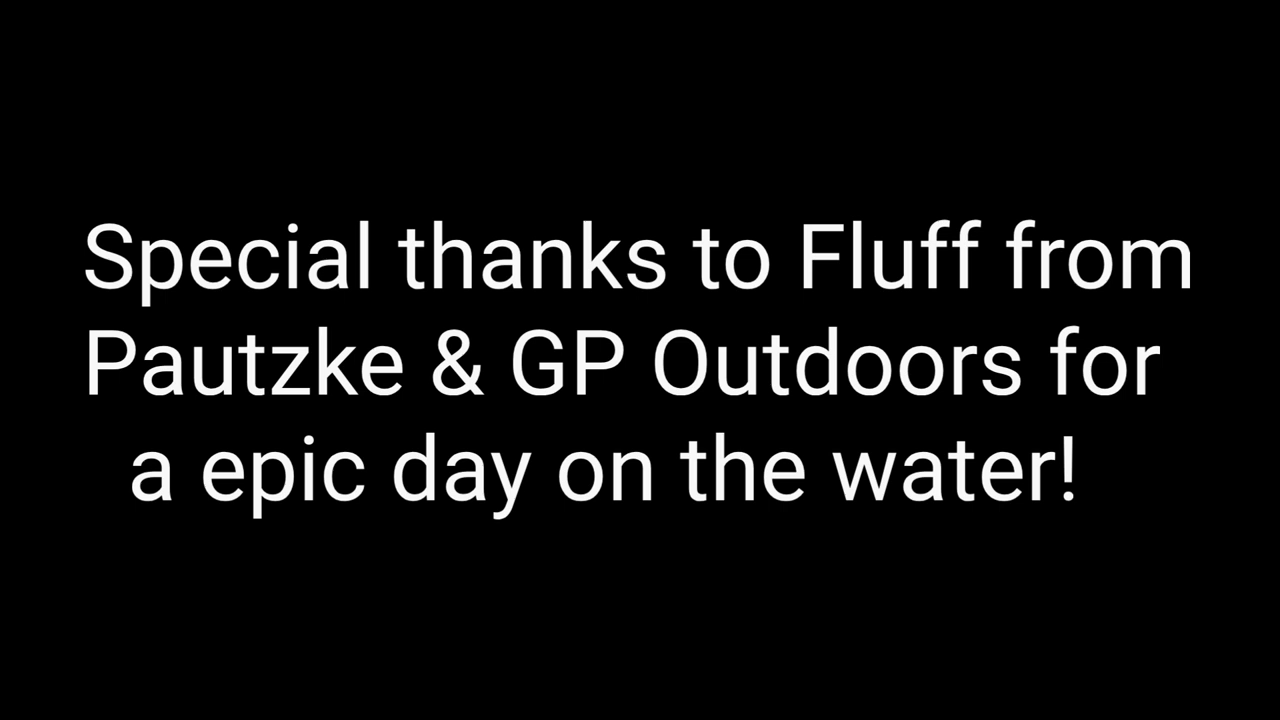 Special thanks to Fluff from
Pautzke & GP Outdoors for
a epic day on the water!